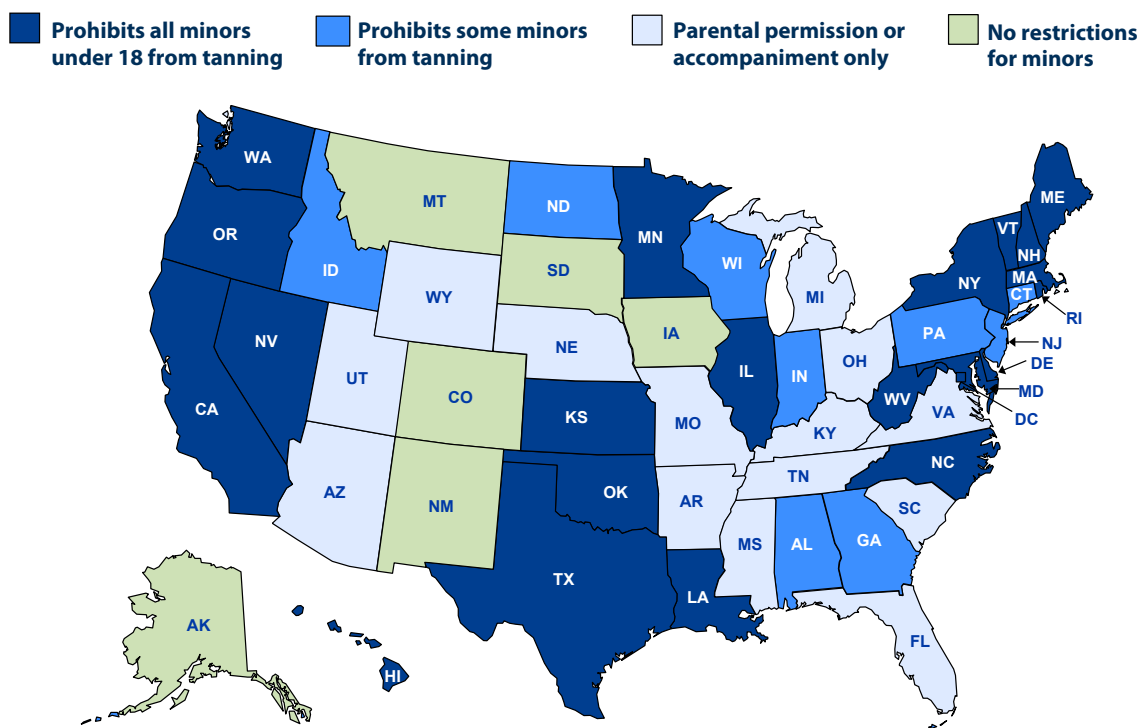 Prohibits all minors
under 18 from tanning
Prohibits some minors
from tanning
Parental permission or
accompaniment only
No restrictions
for minors
WA
MT
ND
MN
ME
VT
NH
OR
ID
SD
WI
MI
NY
MA
CT
RI
WY
IA
PA
NJ
NV
NE
IL
IN
OH
DE
MD
DC
UT
CO
KS
MO
WV
VA
CA
KY
NC
AZ
NM
OK
AR
TN
SC
MS
AL
GA
TX
LA
FL
AK
HI